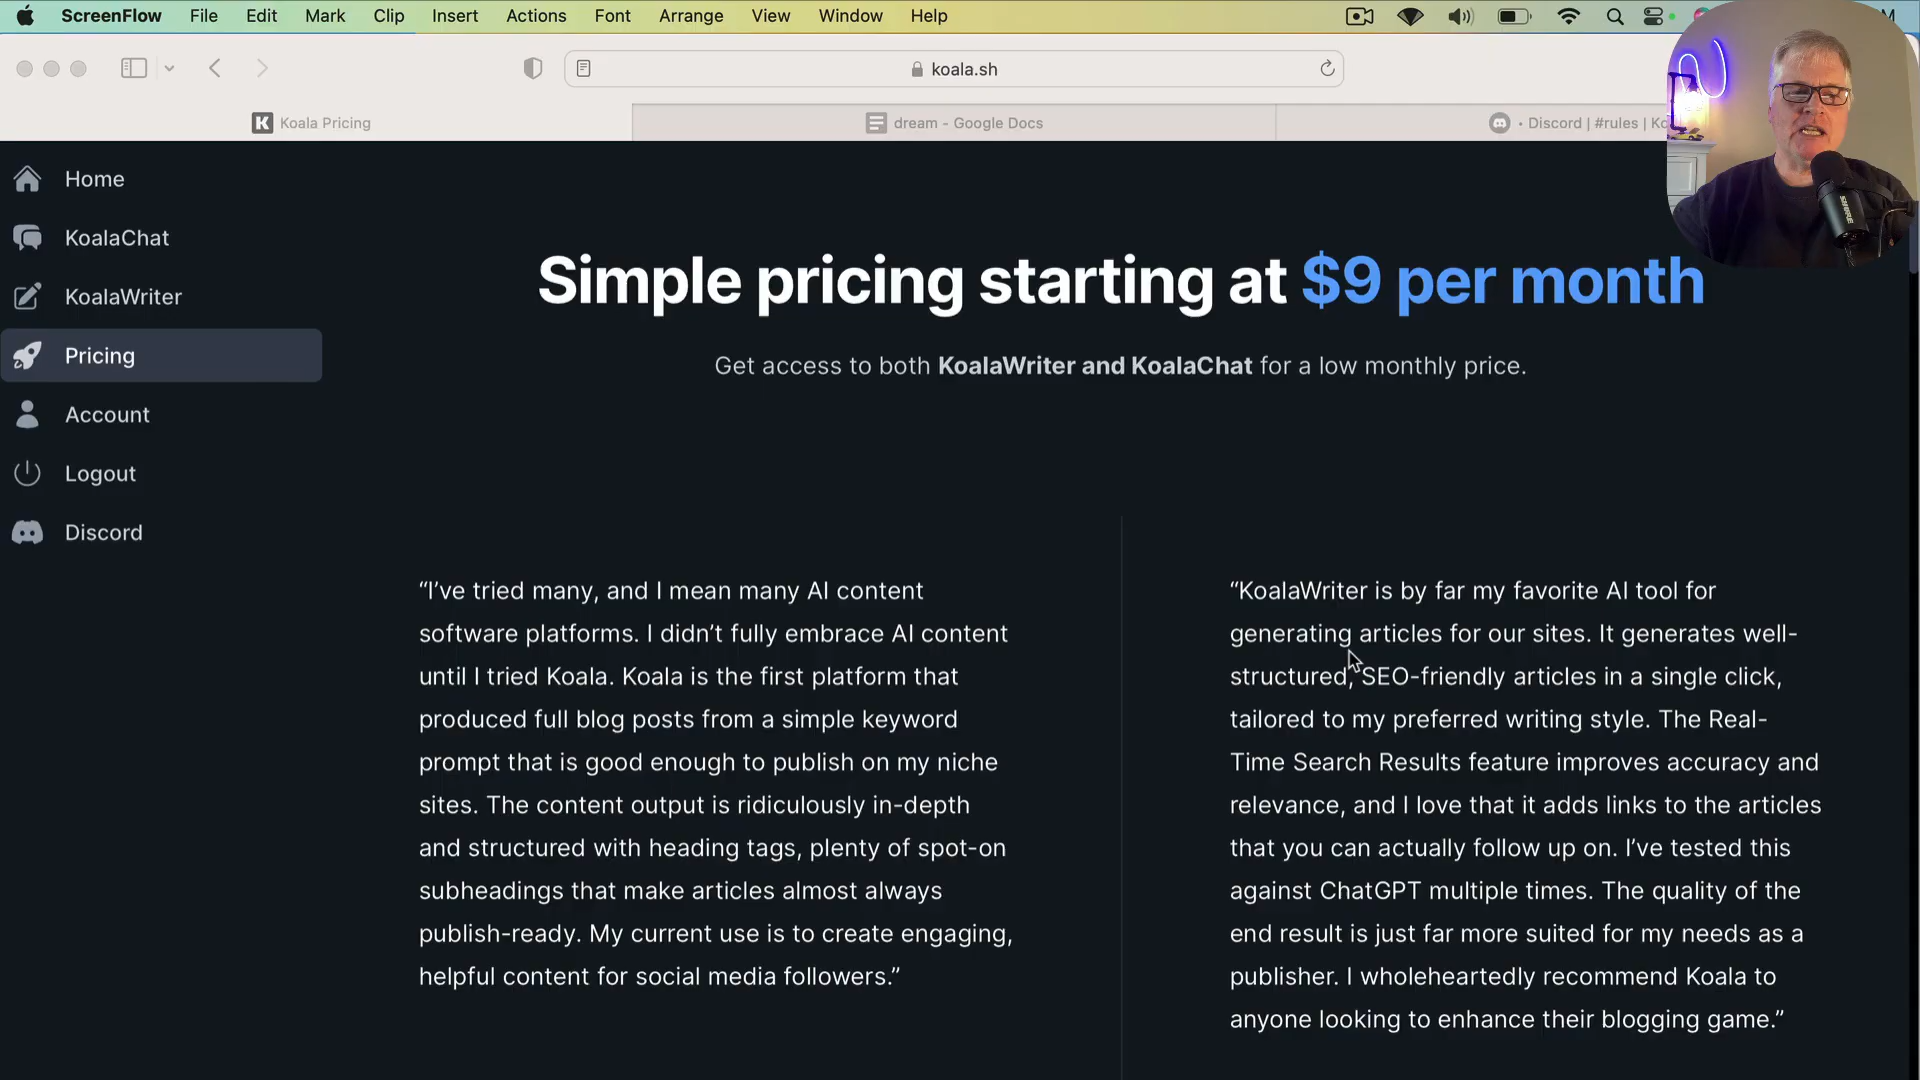 ScreenFlow File Edit Mark Clip Insert Actions Font Arrange View Window Help
koala.sh
Koala Pricing
dream - Google Docs
• Discord | #rules |
Home
KoalaChat
KoalaWriter
Pricing
Account
Logout
Discord
Simple pricing starting at $9 per month
Get access to both KoalaWriter and KoalaChat for a low monthly price.
“I’ve tried many, and I mean many AI content
software platforms. I didn’t fully embrace AI content
until I tried Koala. Koala is the first platform that
produced full blog posts from a simple keyword
prompt that is good enough to publish on my niche
sites. The content output is ridiculously in-depth
and structured with heading tags, plenty of spot-on
subheadings that make articles almost always
publish-ready. My current use is to create engaging,
helpful content for social media followers.”
“KoalaWriter is by far my favorite AI tool for
generating articles for our sites. It generates well-
structured, SEO-friendly articles in a single click,
tailored to my preferred writing style. The Real-
Time Search Results feature improves accuracy and
relevance, and I love that it adds links to the articles
that you can actually follow up on. I’ve tested this
against ChatGPT multiple times. The quality of the
end result is just far more suited for my needs as a
publisher. I wholeheartedly recommend Koala to
anyone looking to enhance their blogging game.”